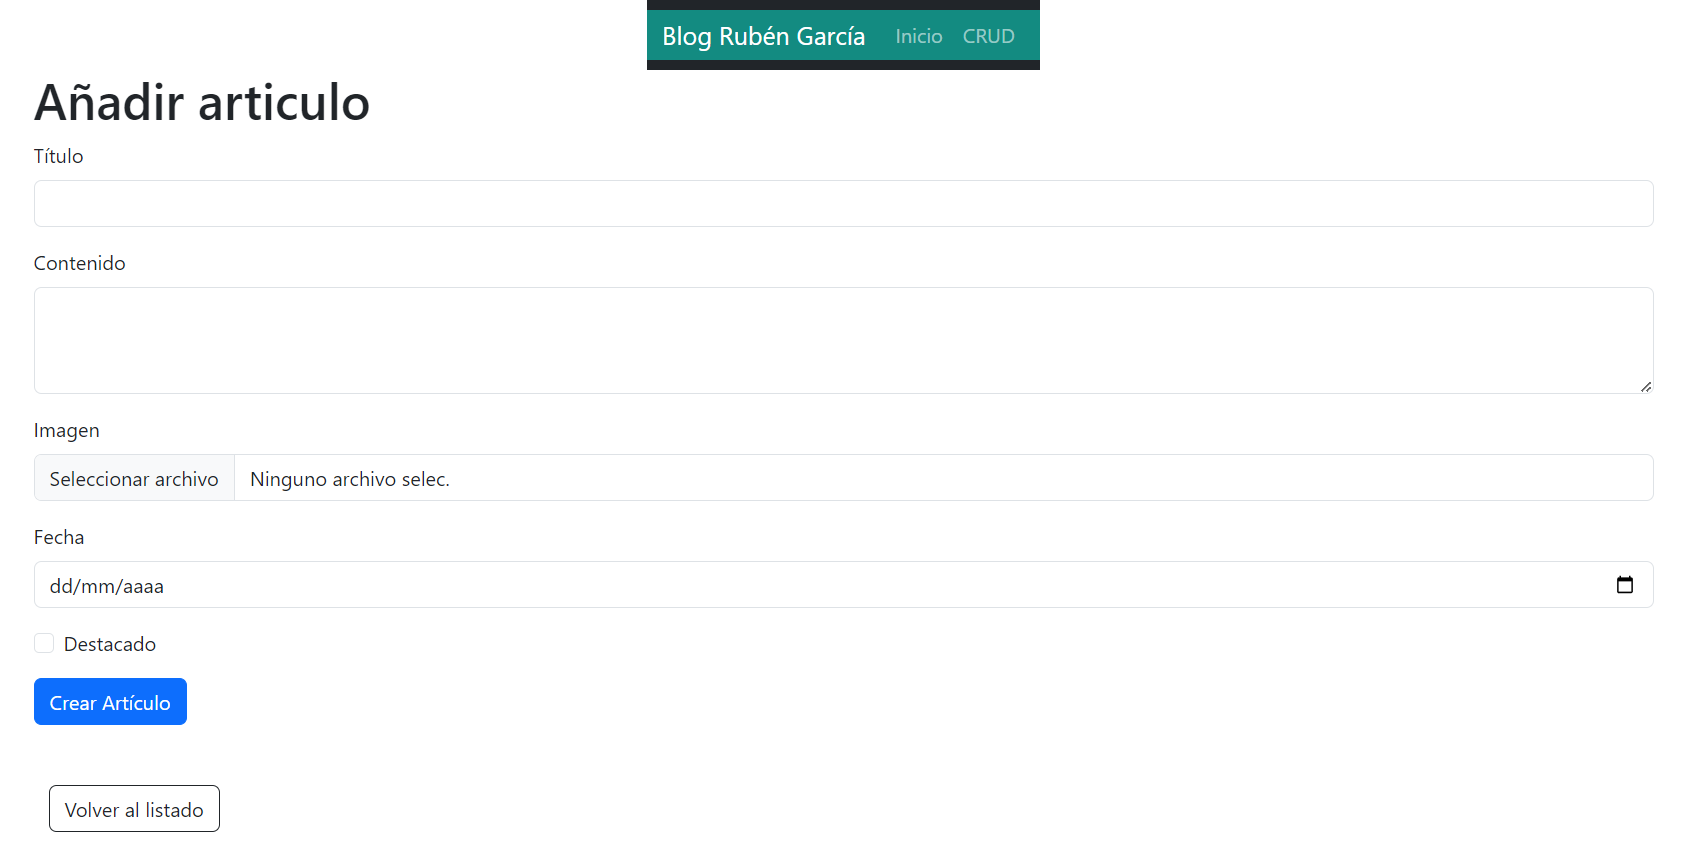 Blog Rubén García Inicio CRUD
Añadir articulo
Título
Contenido
Imagen
Seleccionar archivo Ninguno archivo selec.
Fecha
dd/mm/aaaa
Destacado
Crear Artículo
Volver al listado